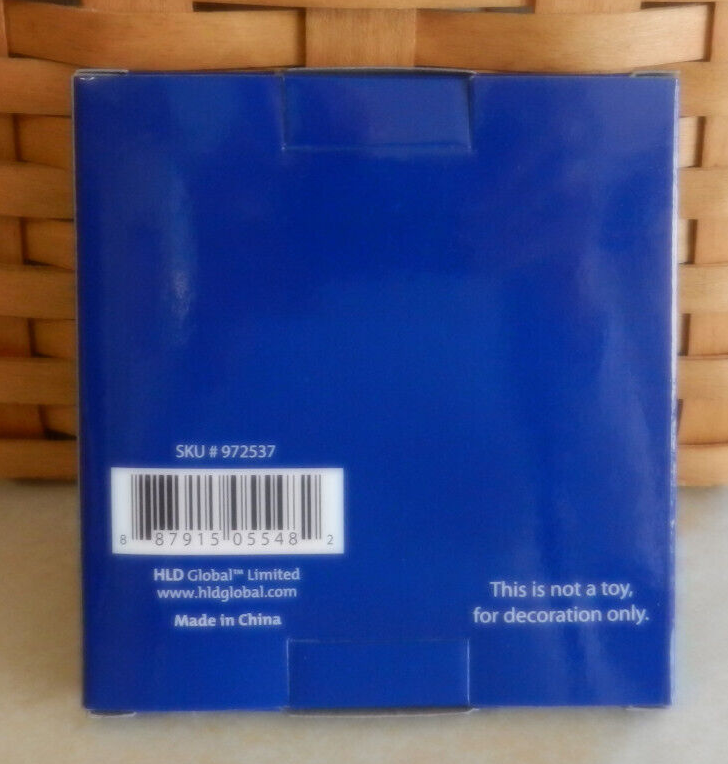 SKU # 972537
8 87915 05548 2
HLD Global™ Limited
www.hldglobal.com
Made in China
This is not a toy,
for decoration only.